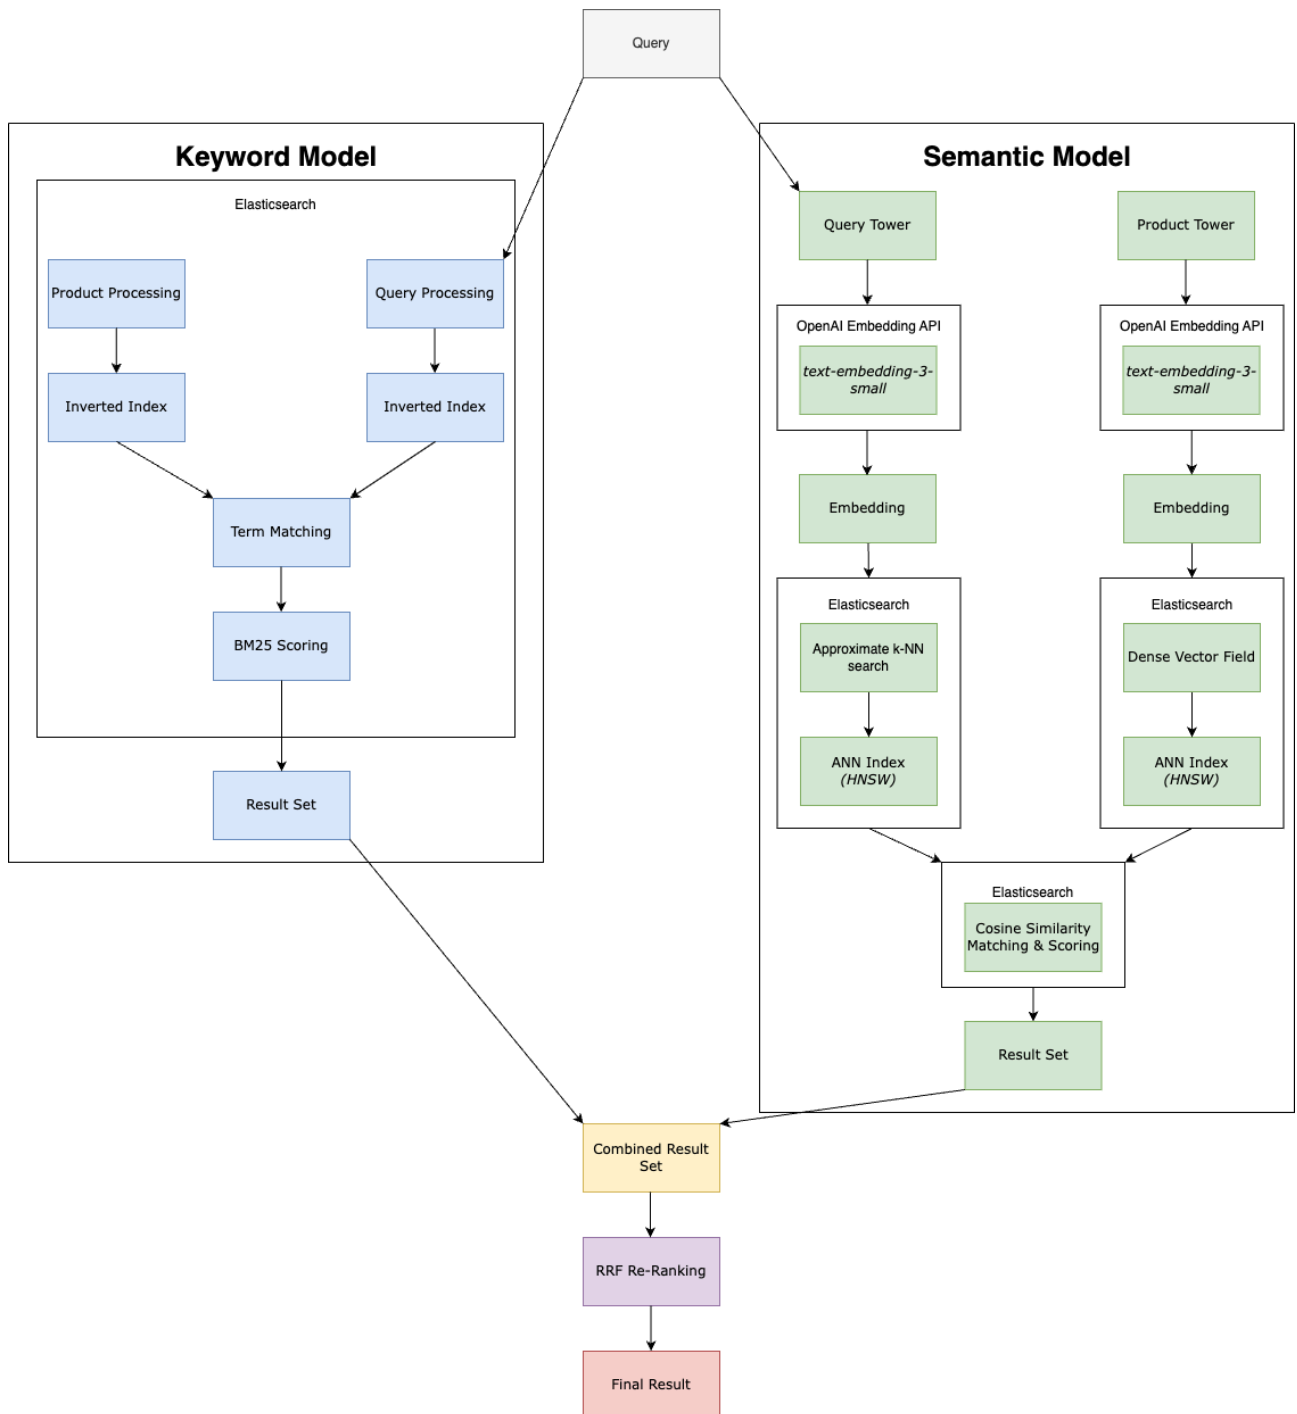 Query
Keyword Model
Elasticsearch
Product Processing
Query Processing
Inverted Index
Inverted Index
Term Matching
BM25 Scoring
Result Set
Semantic Model
Query Tower
Product Tower
OpenAI Embedding API
text-embedding-3-
small
OpenAI Embedding API
text-embedding-3-
small
Embedding
Embedding
Elasticsearch
Approximate k-NN
search
ANN Index
(HNSW)
Elasticsearch
Dense Vector Field
ANN Index
(HNSW)
Elasticsearch
Cosine Similarity
Matching & Scoring
Result Set
Combined Result
Set
RRF Re-Ranking
Final Result